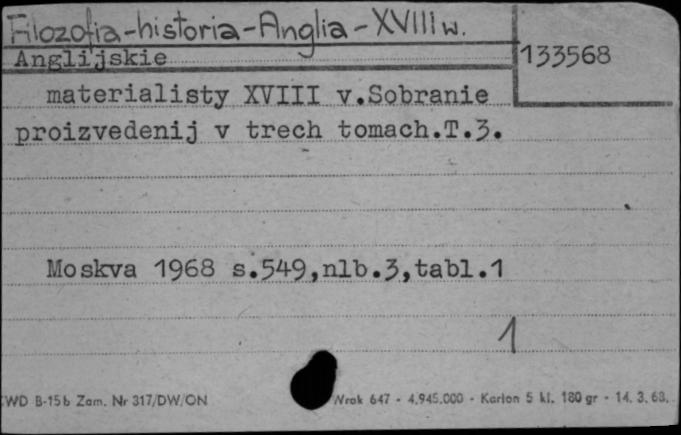 Filozofia-historia-Anglia-XVIII w.
Anglijskie
133568
materialisty XVIII v.Sobranie
proizvedenij v trech tomach.T.3.
Moskva 1968 s.549,nlb.3,tabl.1
1
WD B-15b Zam. Nr 317/DW/ON
Wrok 647 - 4.945.000 - Karton 5 kl. 180 gr - 14. 3. 68.